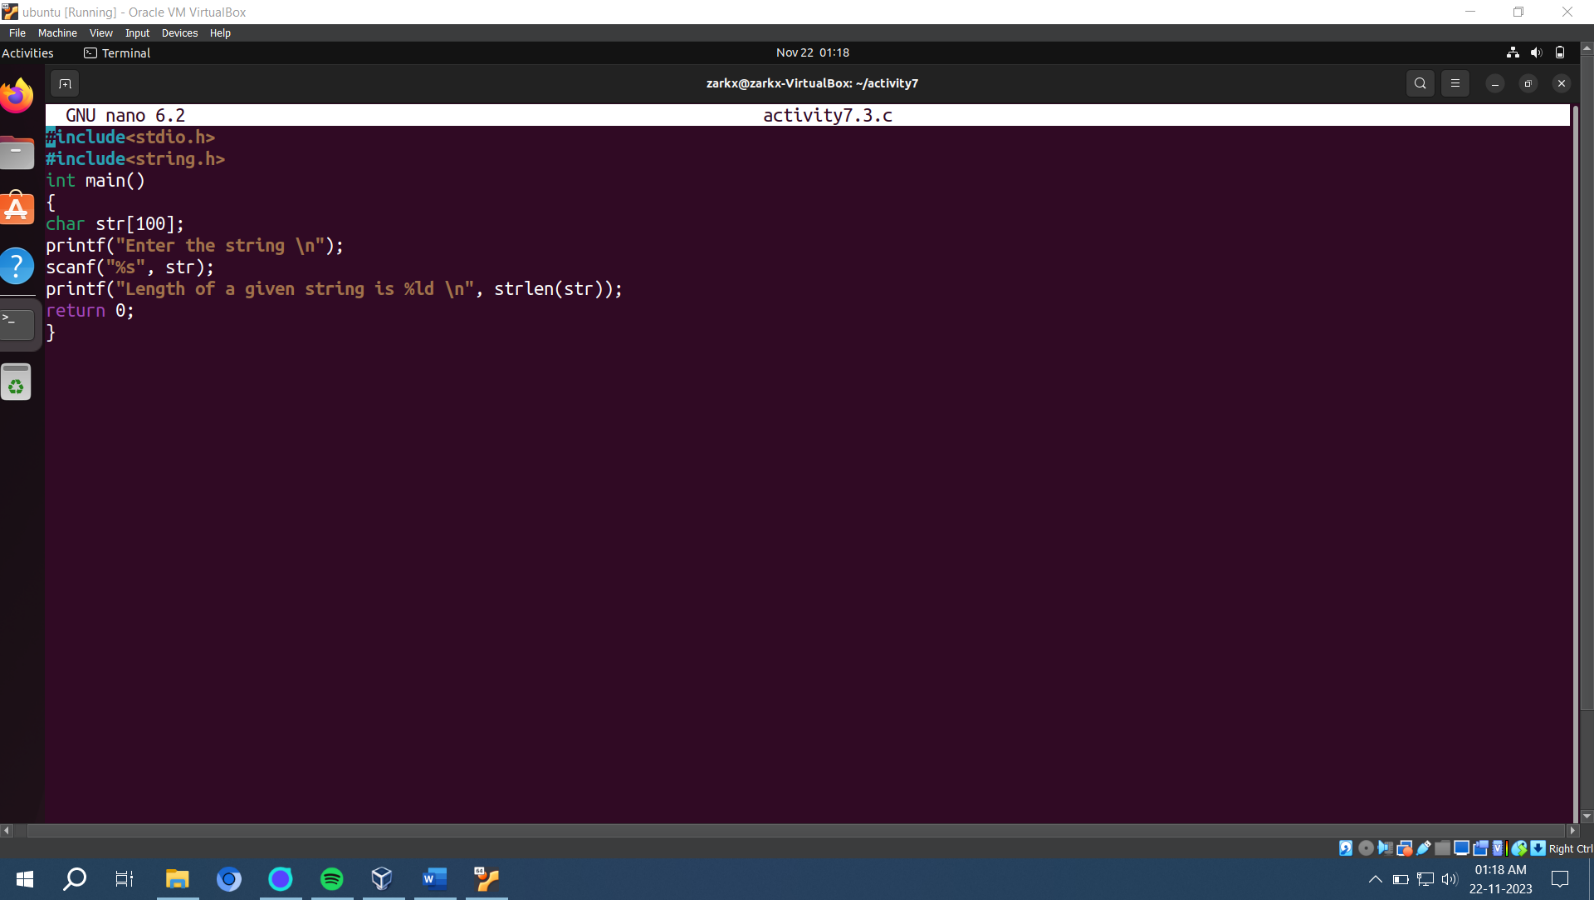 ubuntu [Running] - Oracle VM VirtualBox
File Machine View Input Devices Help
Activities Terminal Nov 22 01:18
zarkx@zarkx-VirtualBox: ~/activity7
GNU nano 6.2 activity7.3.c
#include<stdio.h>
#include<string.h>
int main()
{
char str[100];
printf("Enter the string \n");
scanf("%s", str);
printf("Length of a given string is %ld \n", strlen(str));
return 0;
}
Right Ctrl
01:18 AM
22-11-2023